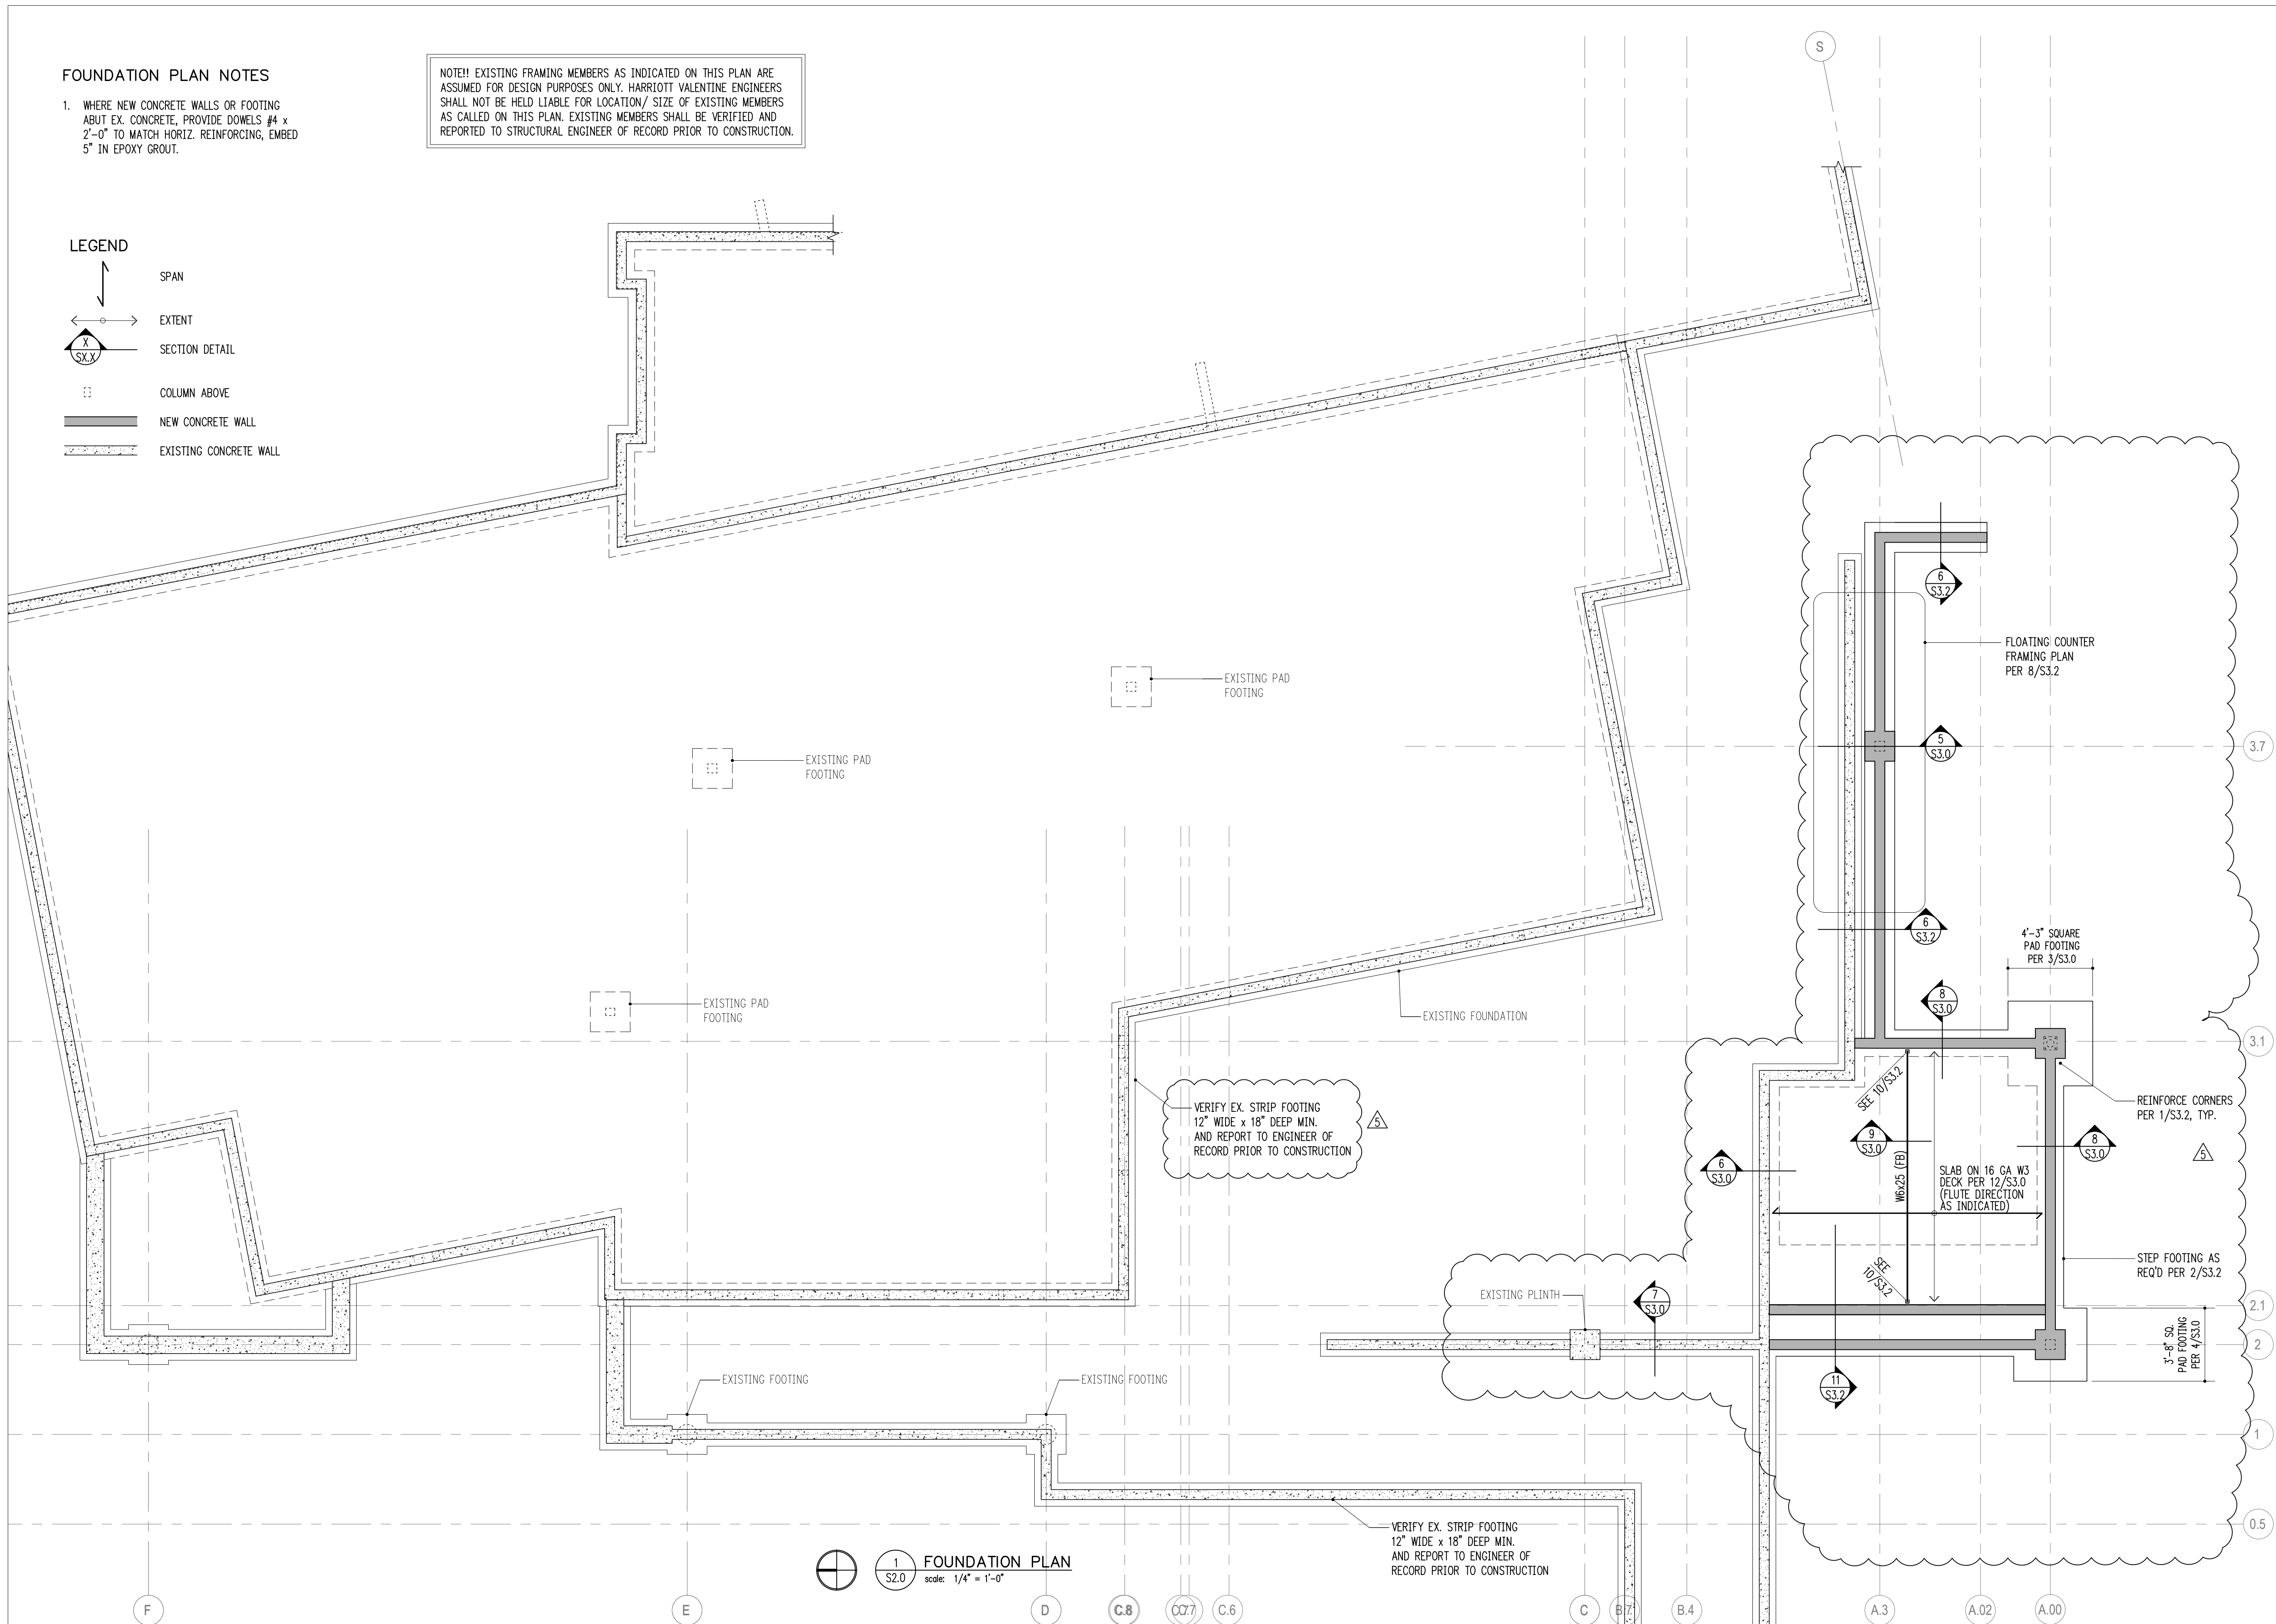 FOUNDATION PLAN NOTES
1. WHERE NEW CONCRETE WALLS OR FOOTING
ABUT EX. CONCRETE, PROVIDE DOWELS #4 x
2'-0" TO MATCH HORIZ. REINFORCING, EMBED
5" IN EPOXY GROUT.
NOTE!! EXISTING FRAMING MEMBERS AS INDICATED ON THIS PLAN ARE
ASSUMED FOR DESIGN PURPOSES ONLY. HARRIOTT VALENTINE ENGINEERS
SHALL NOT BE HELD LIABLE FOR LOCATION/ SIZE OF EXISTING MEMBERS
AS CALLED ON THIS PLAN. EXISTING MEMBERS SHALL BE VERIFIED AND
REPORTED TO STRUCTURAL ENGINEER OF RECORD PRIOR TO CONSTRUCTION.
S
LEGEND
SPAN
EXTENT
X
SX.X
SECTION DETAIL
COLUMN ABOVE
NEW CONCRETE WALL
EXISTING CONCRETE WALL
6
S3.2
FLOATING COUNTER
FRAMING PLAN
PER 8/S3.2
EXISTING PAD
FOOTING
EXISTING PAD
FOOTING
5
S3.0
3.7
6
S3.2
4'-3" SQUARE
PAD FOOTING
PER 3/S3.0
EXISTING PAD
FOOTING
8
S3.0
EXISTING FOUNDATION
3.1
SEE 10/S3.2
REINFORCE CORNERS
PER 1/S3.2, TYP.
VERIFY EX. STRIP FOOTING
12" WIDE x 18" DEEP MIN.
AND REPORT TO ENGINEER OF
RECORD PRIOR TO CONSTRUCTION
5
9
S3.0
8
S3.0
5
6
S3.0
W6x25 (FB)
SLAB ON 16 GA W3
DECK PER 12/S3.0
(FLUTE DIRECTION
AS INDICATED)
STEP FOOTING AS
REQ'D PER 2/S3.2
SEE
10/S3.2
EXISTING PLINTH
7
S3.0
2.1
2
3'-8" SQ.
PAD FOOTING
PER 4/S3.0
EXISTING FOOTING
EXISTING FOOTING
11
S3.2
1
0.5
VERIFY EX. STRIP FOOTING
12" WIDE x 18" DEEP MIN.
AND REPORT TO ENGINEER OF
RECORD PRIOR TO CONSTRUCTION
1
S2.0
FOUNDATION PLAN
scale: 1/4" = 1'-0"
F
E
D
C.6
C
B.7
B.4
A.3
A.02
A.00